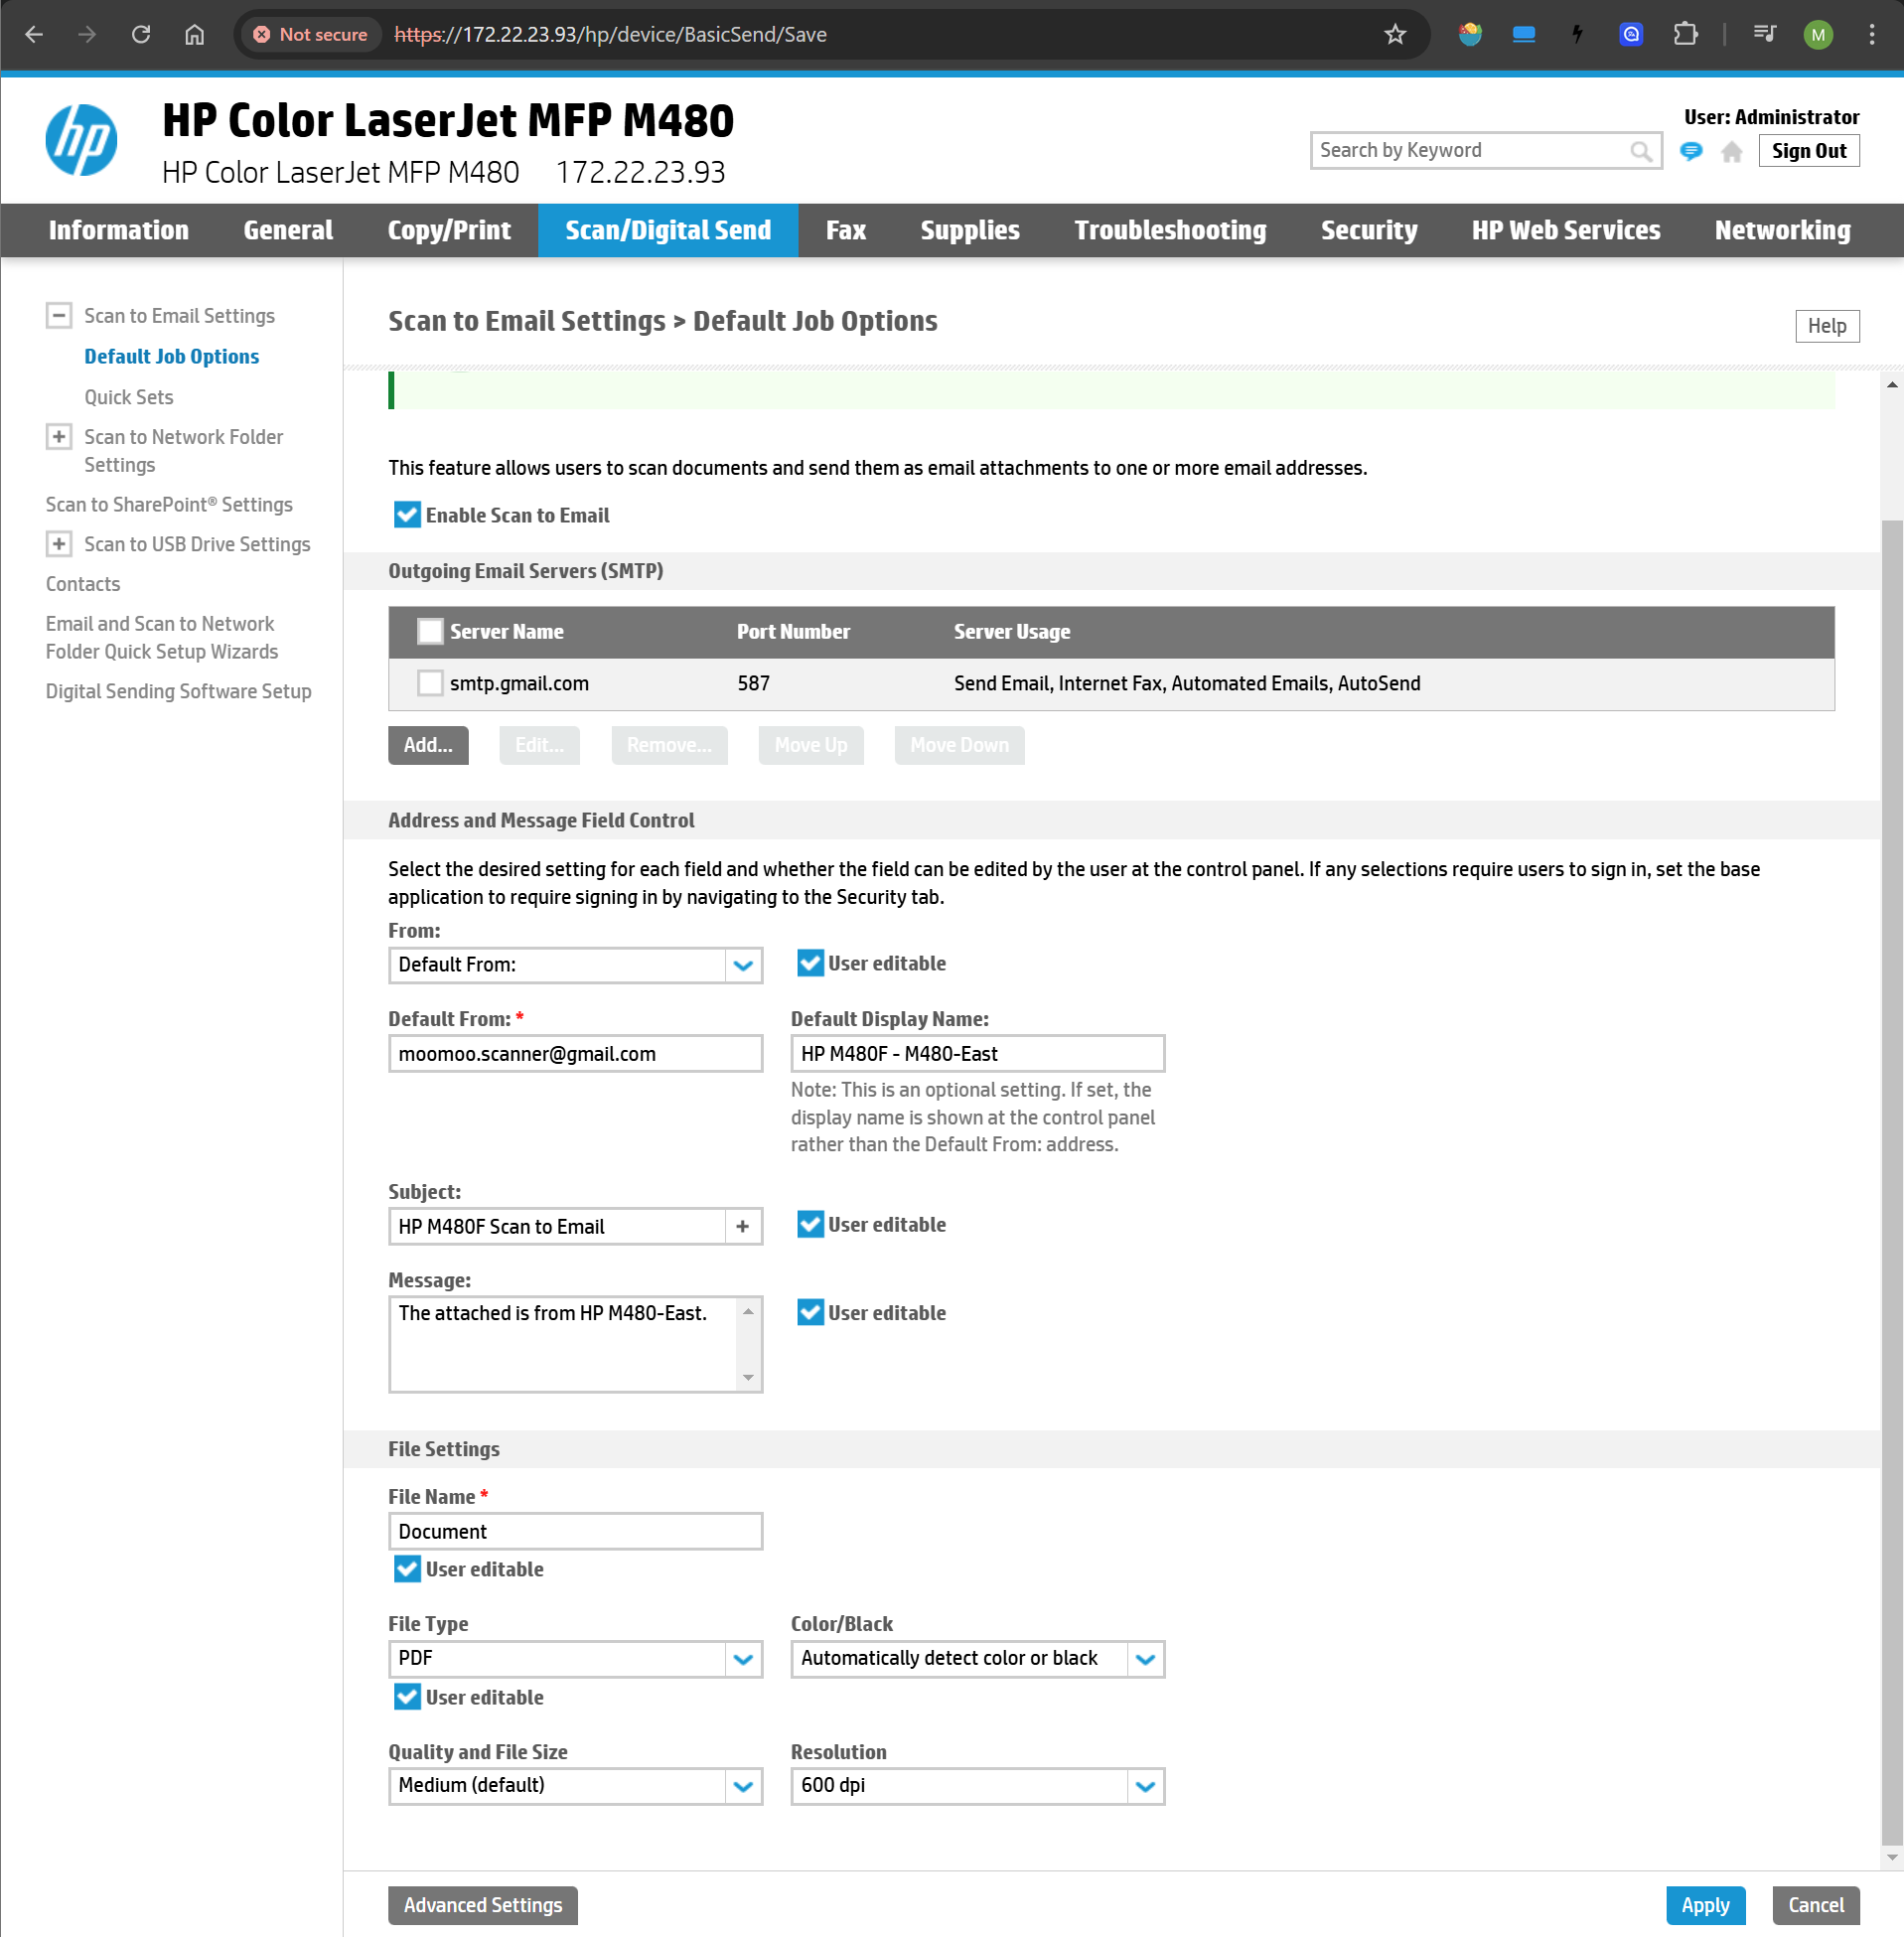 Not secure https://172.22.23.93/hp/device/BasicSend/Save
M
hp
HP Color LaserJet MFP M480
HP Color LaserJet MFP M480 172.22.23.93
User: Administrator
Search by Keyword
Sign Out
Information General Copy/Print Scan/Digital Send Fax Supplies Troubleshooting Security HP Web Services Networking
Scan to Email Settings
Default Job Options
Quick Sets
Scan to Network Folder
Settings
Scan to SharePoint® Settings
Scan to USB Drive Settings
Contacts
Email and Scan to Network
Folder Quick Setup Wizards
Digital Sending Software Setup
Scan to Email Settings > Default Job Options
Help
This feature allows users to scan documents and send them as email attachments to one or more email addresses.
Enable Scan to Email
Outgoing Email Servers (SMTP)
Server Name Port Number Server Usage
smtp.gmail.com 587 Send Email, Internet Fax, Automated Emails, AutoSend
Add... Edit... Remove... Move Up Move Down
Address and Message Field Control
Select the desired setting for each field and whether the field can be edited by the user at the control panel. If any selections require users to sign in, set the base
application to require signing in by navigating to the Security tab.
From:
Default From: User editable
Default From: * Default Display Name:
moomoo.scanner@gmail.com HP M480F - M480-East
Note: This is an optional setting. If set, the
display name is shown at the control panel
rather than the Default From: address.
Subject:
HP M480F Scan to Email + User editable
Message:
The attached is from HP M480-East. User editable
File Settings
File Name *
Document
User editable
File Type Color/Black
PDF Automatically detect color or black
User editable
Quality and File Size Resolution
Medium (default) 600 dpi
Advanced Settings Apply Cancel